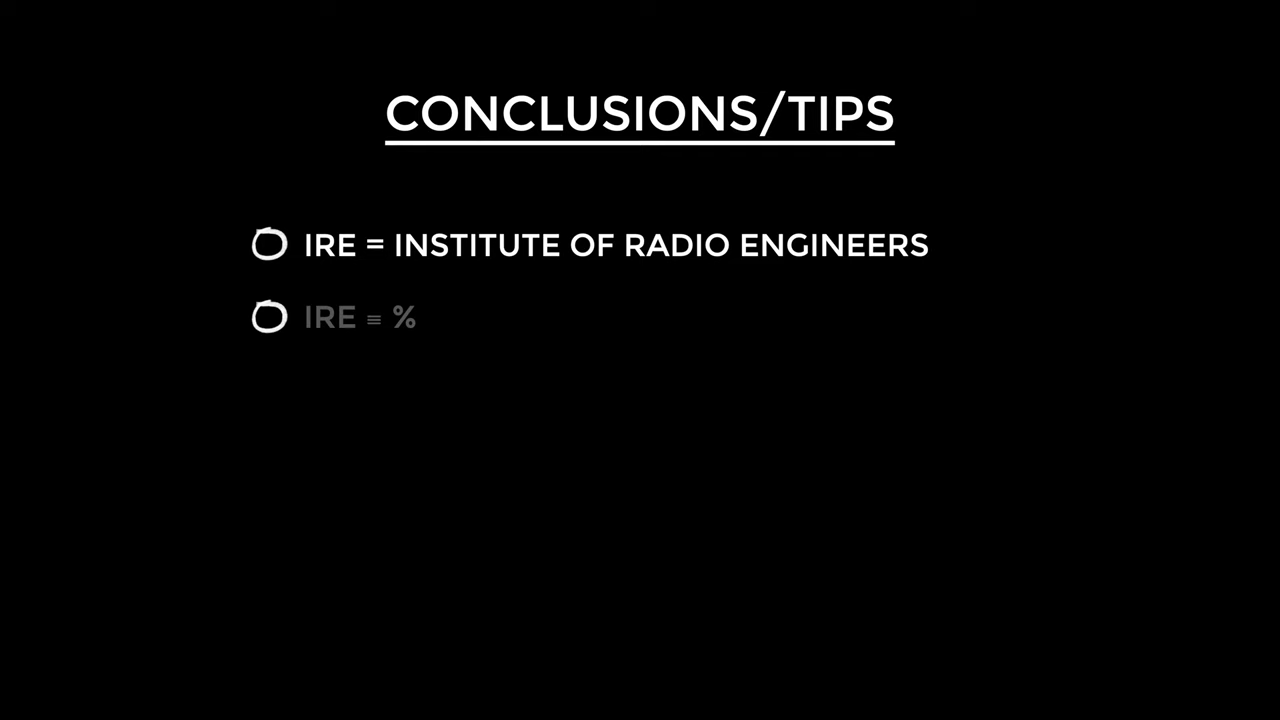 CONCLUSIONS/TIPS
IRE = INSTITUTE OF RADIO ENGINEERS
IRE ≡ %